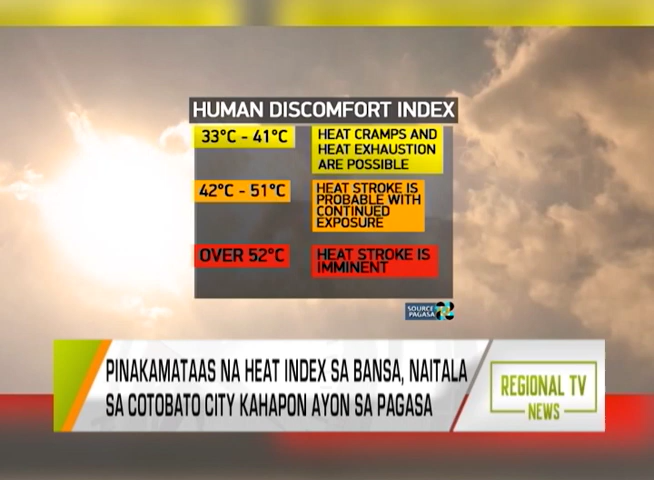 HUMAN DISCOMFORT INDEX
33°C - 41°C
HEAT CRAMPS AND
HEAT EXHAUSTION
ARE POSSIBLE
42°C - 51°C
HEAT STROKE IS
PROBABLE WITH
CONTINUED
EXPOSURE
OVER 52°C
HEAT STROKE IS
IMMINENT
SOURCE
PAGASA
PINAKAMATAAS NA HEAT INDEX SA BANSA, NAITALA
SA COTOBATO CITY KAHAPON AYON SA PAGASA
REGIONAL TV
NEWS